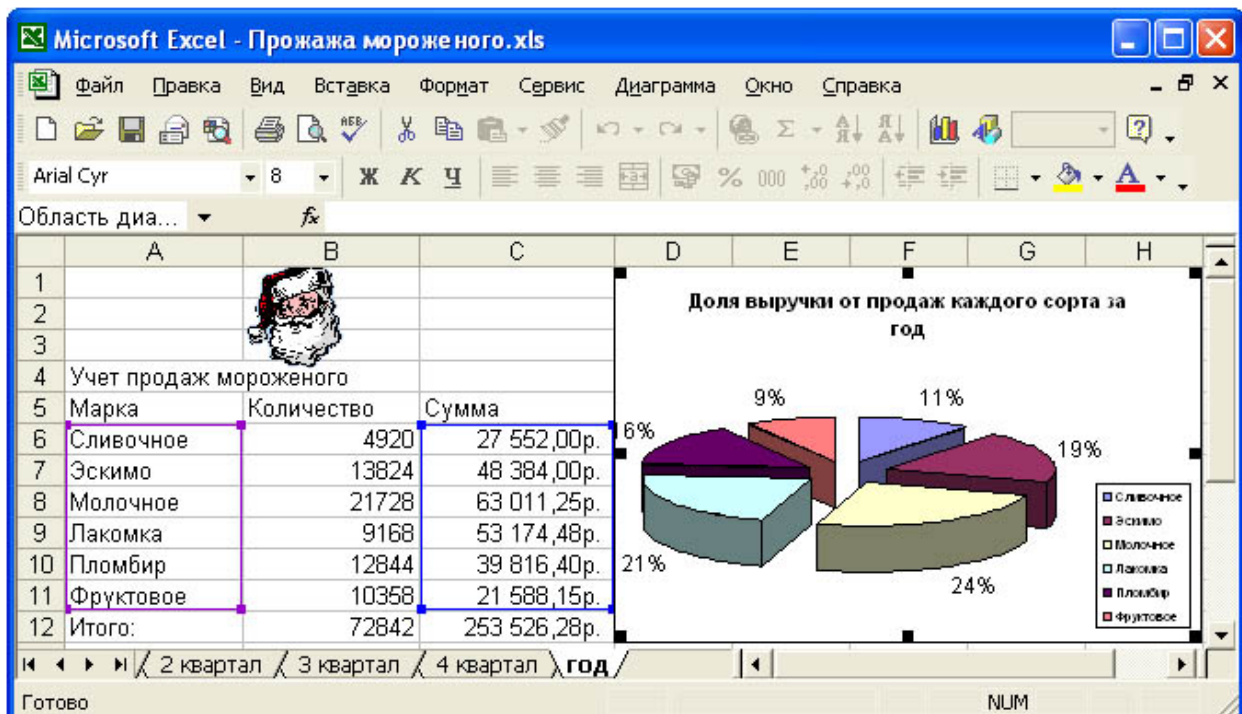 Microsoft Excel - Прожажа мороженого.xls
Файл Правка Вид Вставка Формат Сервис Диаграмма Окно Справка
Arial Cyr 8 Ж К Ч % 000
Область диа... fx
A B C D E F G H
1
2
3
4 Учет продаж мороженого
5 Марка Количество Сумма
6 Сливочное 4920 27 552,00р.
7 Эскимо 13824 48 384,00р.
8 Молочное 21728 63 011,25р.
9 Лакомка 9168 53 174,48р.
10 Пломбир 12844 39 816,40р.
11 Фруктовое 10358 21 588,15р.
12 Итого: 72842 253 526,28р.
Доля выручки от продаж каждого сорта за
год
9% 11%
6% 19%
21% 24%
Сливочное
Эскимо
Молочное
Лакомка
Пломбир
Фруктовое
2 квартал 3 квартал 4 квартал год
Готово NUM